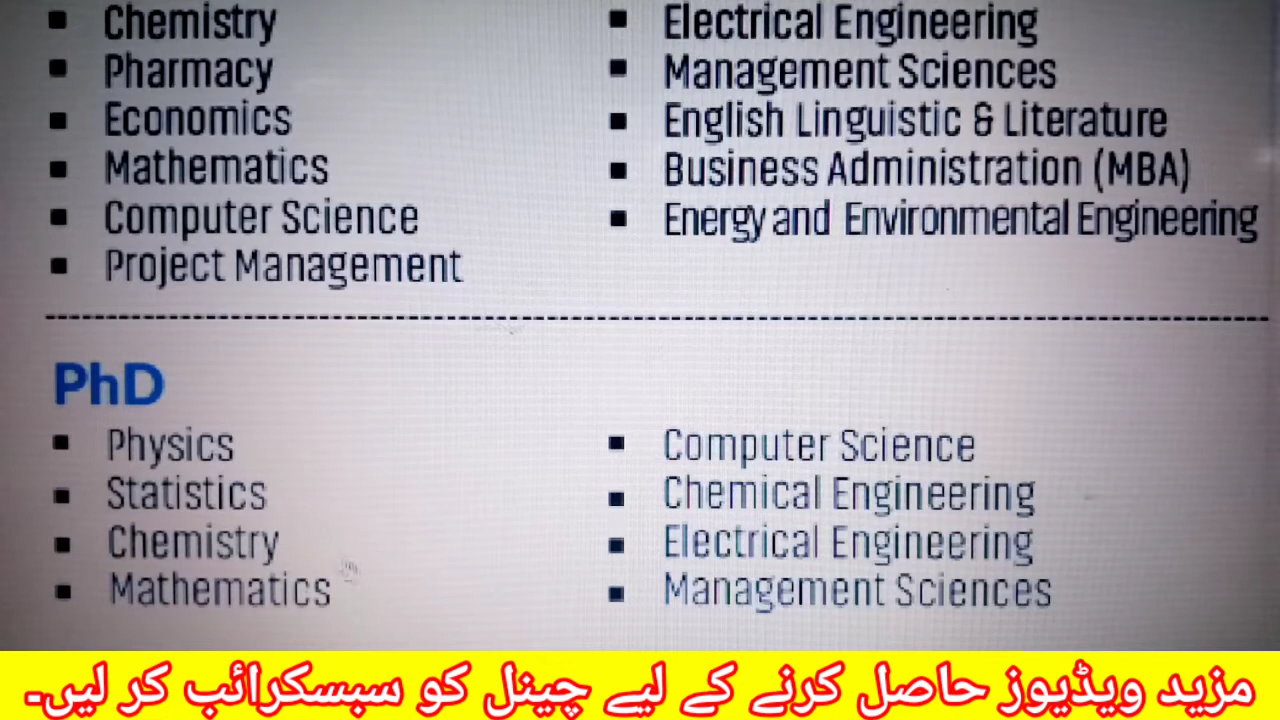 ▪ Chemistry
▪ Pharmacy
▪ Economics
▪ Mathematics
▪ Computer Science
▪ Project Management
▪ Electrical Engineering
▪ Management Sciences
▪ English Linguistic & Literature
▪ Business Administration (MBA)
▪ Energy and Environmental Engineering
PhD
▪ Physics
▪ Statistics
▪ Chemistry
▪ Mathematics
▪ Computer Science
▪ Chemical Engineering
▪ Electrical Engineering
▪ Management Sciences
مزید ویڈیوز حاصل کرنے کے لیے چینل کو سبسکرائب کر لیں۔